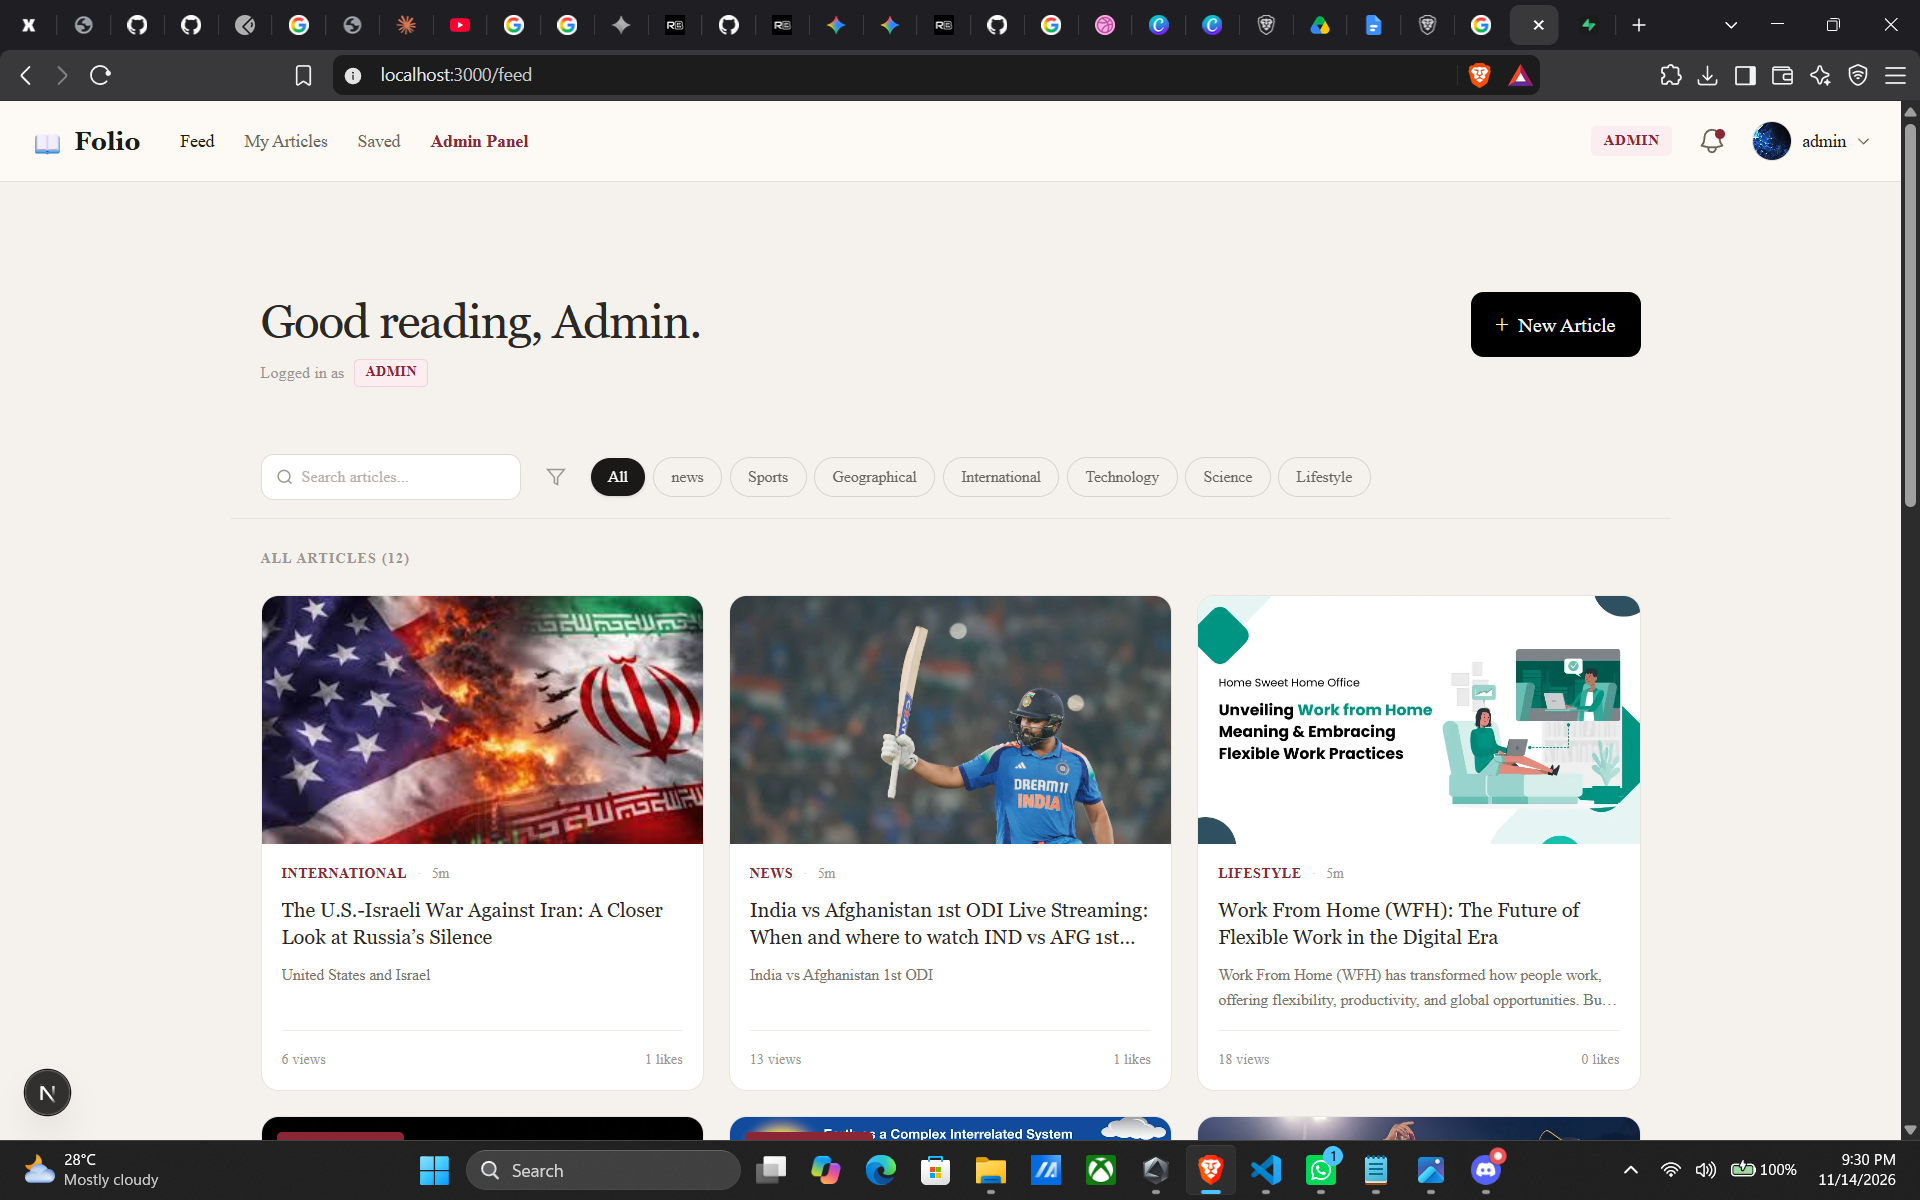 localhost:3000/feed
Folio
Feed
My Articles
Saved
Admin Panel
ADMIN
admin
Good reading, Admin.
Logged in as ADMIN
+ New Article
Search articles...
All
news
Sports
Geographical
International
Technology
Science
Lifestyle
ALL ARTICLES (12)
DREAM11
INDIA
Home Sweet Home Office
Unveiling Work from Home
Meaning & Embracing
Flexible Work Practices
INTERNATIONAL · 5m
The U.S.-Israeli War Against Iran: A Closer
Look at Russia’s Silence
United States and Israel
6 views
1 likes
NEWS · 5m
India vs Afghanistan 1st ODI Live Streaming:
When and where to watch IND vs AFG 1st...
India vs Afghanistan 1st ODI
13 views
1 likes
LIFESTYLE · 5m
Work From Home (WFH): The Future of
Flexible Work in the Digital Era
Work From Home (WFH) has transformed how people work,
offering flexibility, productivity, and global opportunities. Bu...
18 views
0 likes
N
s a Complex Interrelated System
28°C
Mostly cloudy
Search
1
100%
9:30 PM
11/14/2026